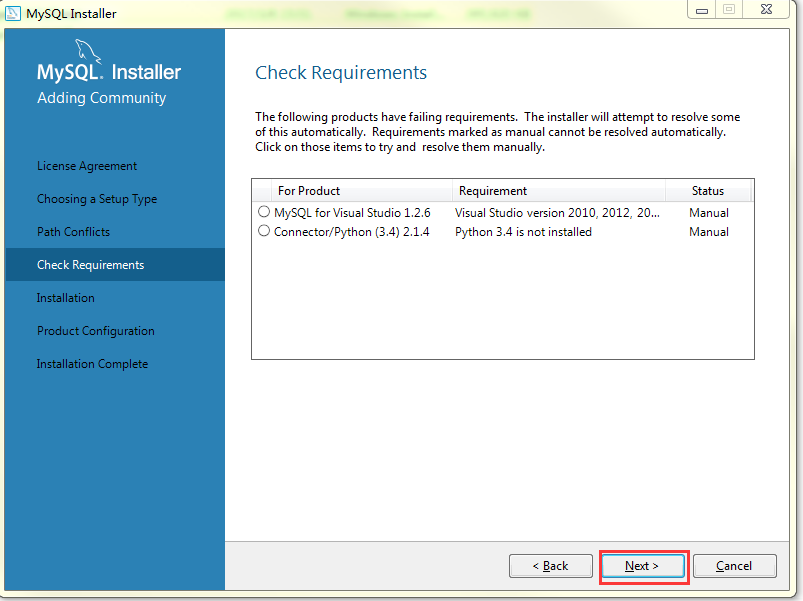 MySQL Installer
MySQL. Installer
Adding Community
License Agreement
Choosing a Setup Type
Path Conflicts
Check Requirements
Installation
Product Configuration
Installation Complete
Check Requirements
The following products have failing requirements. The installer will attempt to resolve some
of this automatically. Requirements marked as manual cannot be resolved automatically.
Click on those items to try and resolve them manually.
For Product Requirement Status
MySQL for Visual Studio 1.2.6 Visual Studio version 2010, 2012, 20... Manual
Connector/Python (3.4) 2.1.4 Python 3.4 is not installed Manual
< Back Next > Cancel